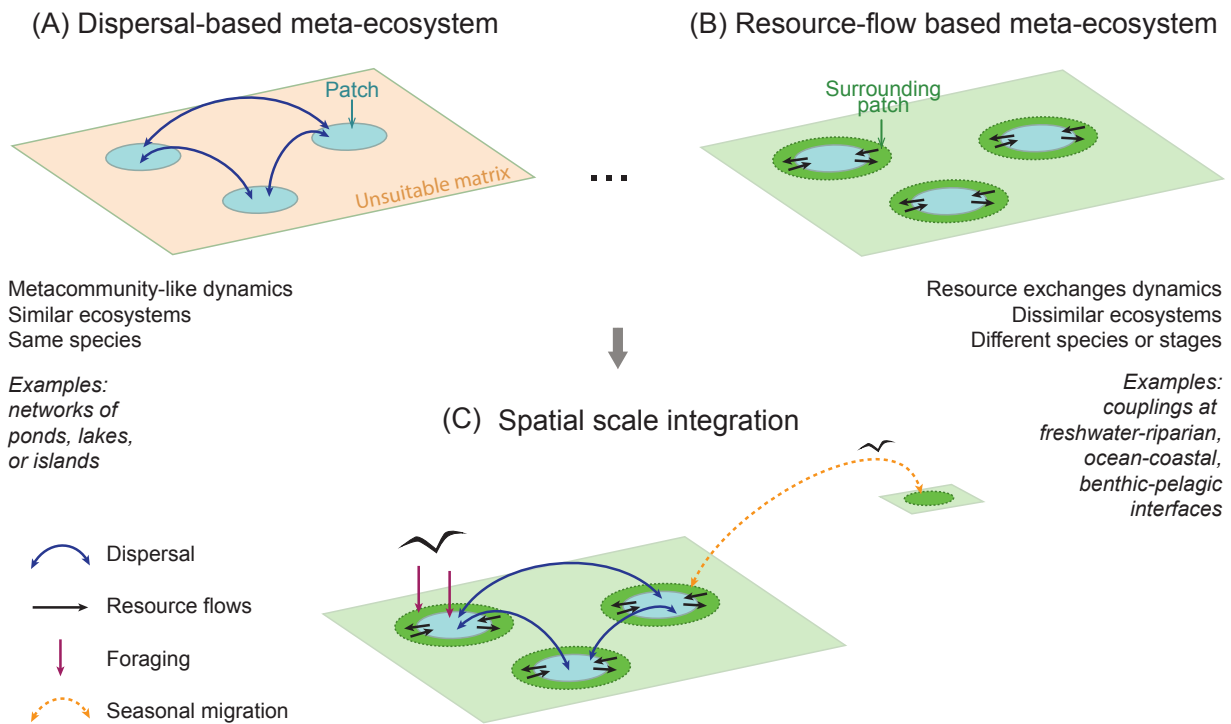 (A) Dispersal-based meta-ecosystem
(B) Resource-flow based meta-ecosystem
Patch
Unsuitable matrix
...
Surrounding
patch
Metacommunity-like dynamics
Similar ecosystems
Same species
Examples:
networks of
ponds, lakes,
or islands
Resource exchanges dynamics
Dissimilar ecosystems
Different species or stages
Examples:
couplings at
freshwater-riparian,
ocean-coastal,
benthic-pelagic
interfaces
(C) Spatial scale integration
Dispersal
Resource flows
Foraging
Seasonal migration